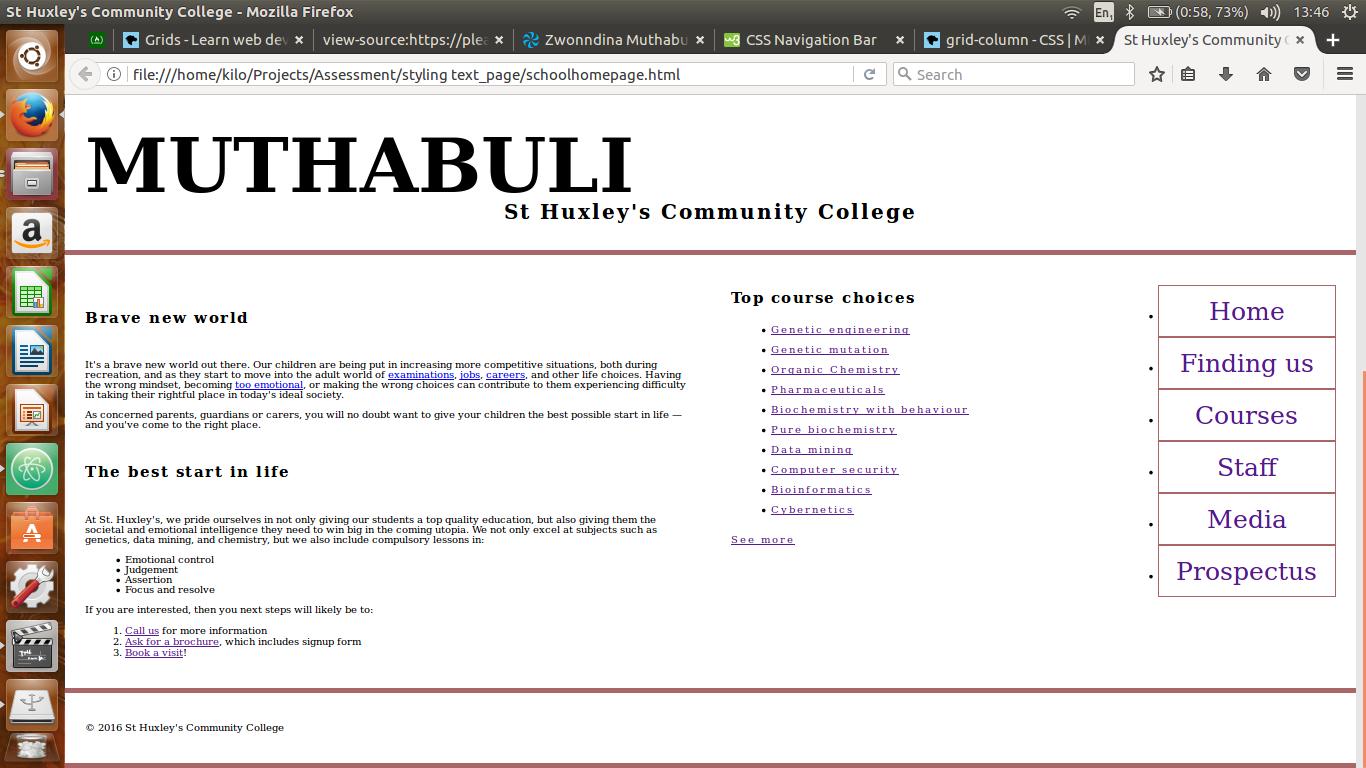 St Huxley's Community College - Mozilla Firefox
En1
(0:58, 73%)
13:46
Grids - Learn web dev
view-source:https://plea
Zwonndina Muthabu
CSS Navigation Bar
grid-column - CSS | M
St Huxley's Community C
file:///home/kilo/Projects/Assessment/styling text_page/schoolhomepage.html
Search
MUTHABULI
St Huxley's Community College
Brave new world
It's a brave new world out there. Our children are being put in increasing more competitive situations, both during
recreation, and as they start to move into the adult world of examinations, jobs, careers, and other life choices. Having
the wrong mindset, becoming too emotional, or making the wrong choices can contribute to them experiencing difficulty
in taking their rightful place in today's ideal society.
As concerned parents, guardians or carers, you will no doubt want to give your children the best possible start in life —
and you've come to the right place.
The best start in life
At St. Huxley's, we pride ourselves in not only giving our students a top quality education, but also giving them the
societal and emotional intelligence they need to win big in the coming utopia. We not only excel at subjects such as
genetics, data mining, and chemistry, but we also include compulsory lessons in:
• Emotional control
• Judgement
• Assertion
• Focus and resolve
If you are interested, then you next steps will likely be to:
1. Call us for more information
2. Ask for a brochure, which includes signup form
3. Book a visit!
Top course choices
• Genetic engineering
• Genetic mutation
• Organic Chemistry
• Pharmaceuticals
• Biochemistry with behaviour
• Pure biochemistry
• Data mining
• Computer security
• Bioinformatics
• Cybernetics
See more
• Home
• Finding us
• Courses
• Staff
• Media
• Prospectus
© 2016 St Huxley's Community College